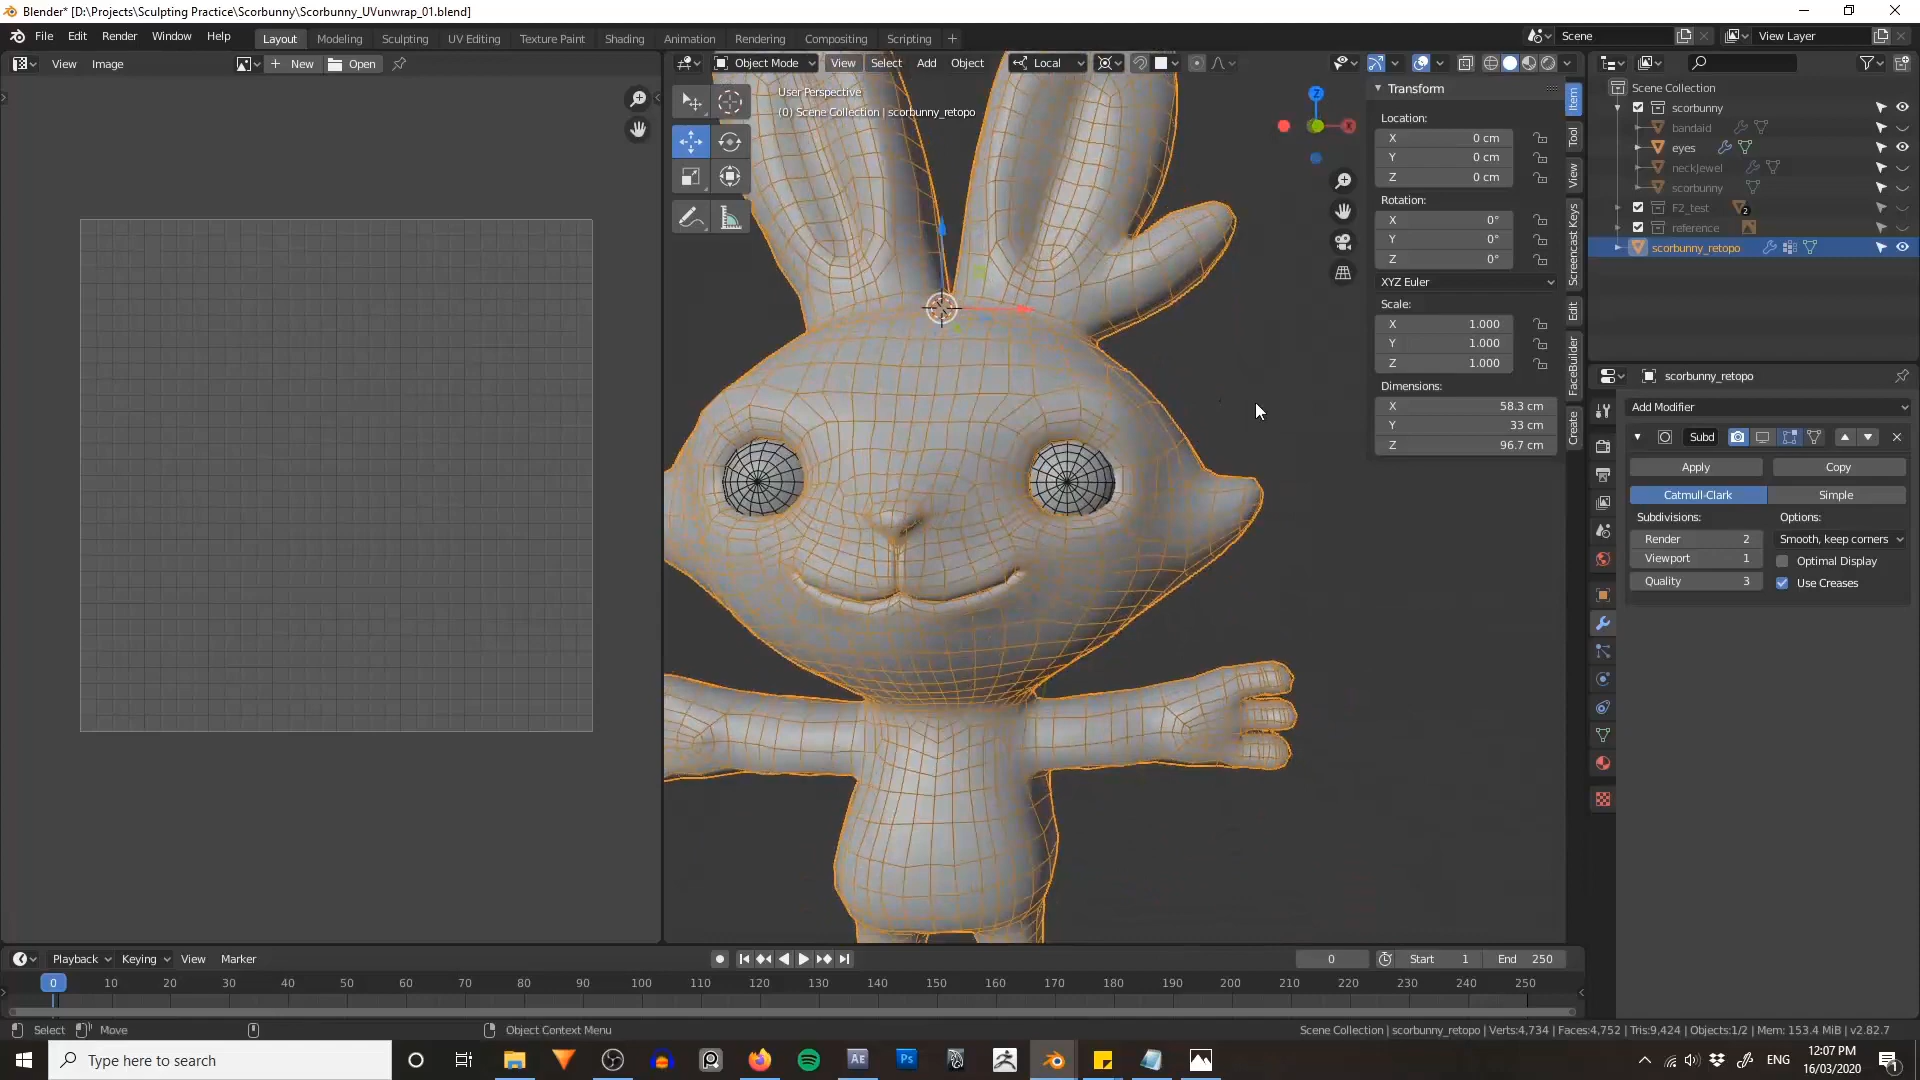 Blender* [D:\Projects\Sculpting Practice\Scorbunny\Scorbunny_UVunwrap_01.blend]
File Edit Render Window Help Layout Modeling Sculpting UV Editing Texture Paint Shading Animation Rendering Compositing Scripting + Scene View Layer
View Image New Open Object Mode View Select Add Object Local
User Perspective
(0) Scene Collection | scorbunny_retopo
Z
X
Transform
Location:
X 0 cm
Y 0 cm
Z 0 cm
Rotation:
X 0°
Y 0°
Z 0°
XYZ Euler
Scale:
X 1.000
Y 1.000
Z 1.000
Dimensions:
X 58.3 cm
Y 33 cm
Z 96.7 cm
Item
Tool
View
Screencast Keys
Edit
FaceBuilder
Create
Scene Collection
scorbunny
bandaid
eyes
neckJewel
scorbunny
F2_test 2
reference
scorbunny_retopo
scorbunny_retopo
Add Modifier
Subd
Apply Copy
Catmull-Clark Simple
Subdivisions: Options:
Render 2 Smooth, keep corners
Viewport 1 Optimal Display
Quality 3 Use Creases
Playback Keying View Marker 0 Start 1 End 250
0 10 20 30 40 50 60 70 80 90 100 110 120 130 140 150 160 170 180 190 200 210 220 230 240 250
Select Move Object Context Menu Scene Collection | scorbunny_retopo | Verts:4,734 | Faces:4,752 | Tris:9,424 | Objects:1/2 | Mem: 153.4 MiB | v2.82.7
Type here to search AE Ps ENG 12:07 PM
16/03/2020 1